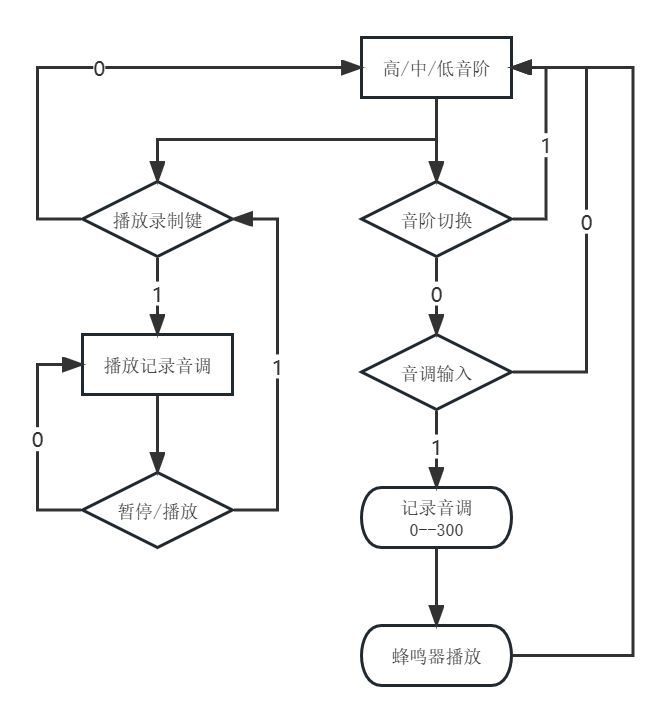 高/中/低音阶
0
1
播放录制键
音阶切换
0
1
0
播放记录音调
1
音调输入
0
1
暂停/播放
记录音调
0--300
蜂鸣器播放